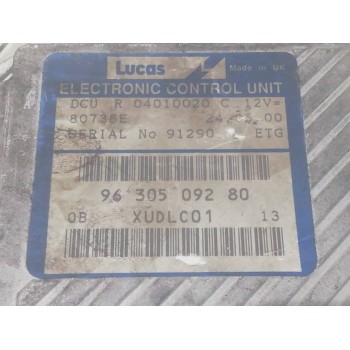 Lucas
Made in UK
ELECTRONIC CONTROL UNIT
DCU R 04010020 C 12V=
80736E
SERIAL No 91290 ETG
96 305 092 80
0B XUDLC01 13